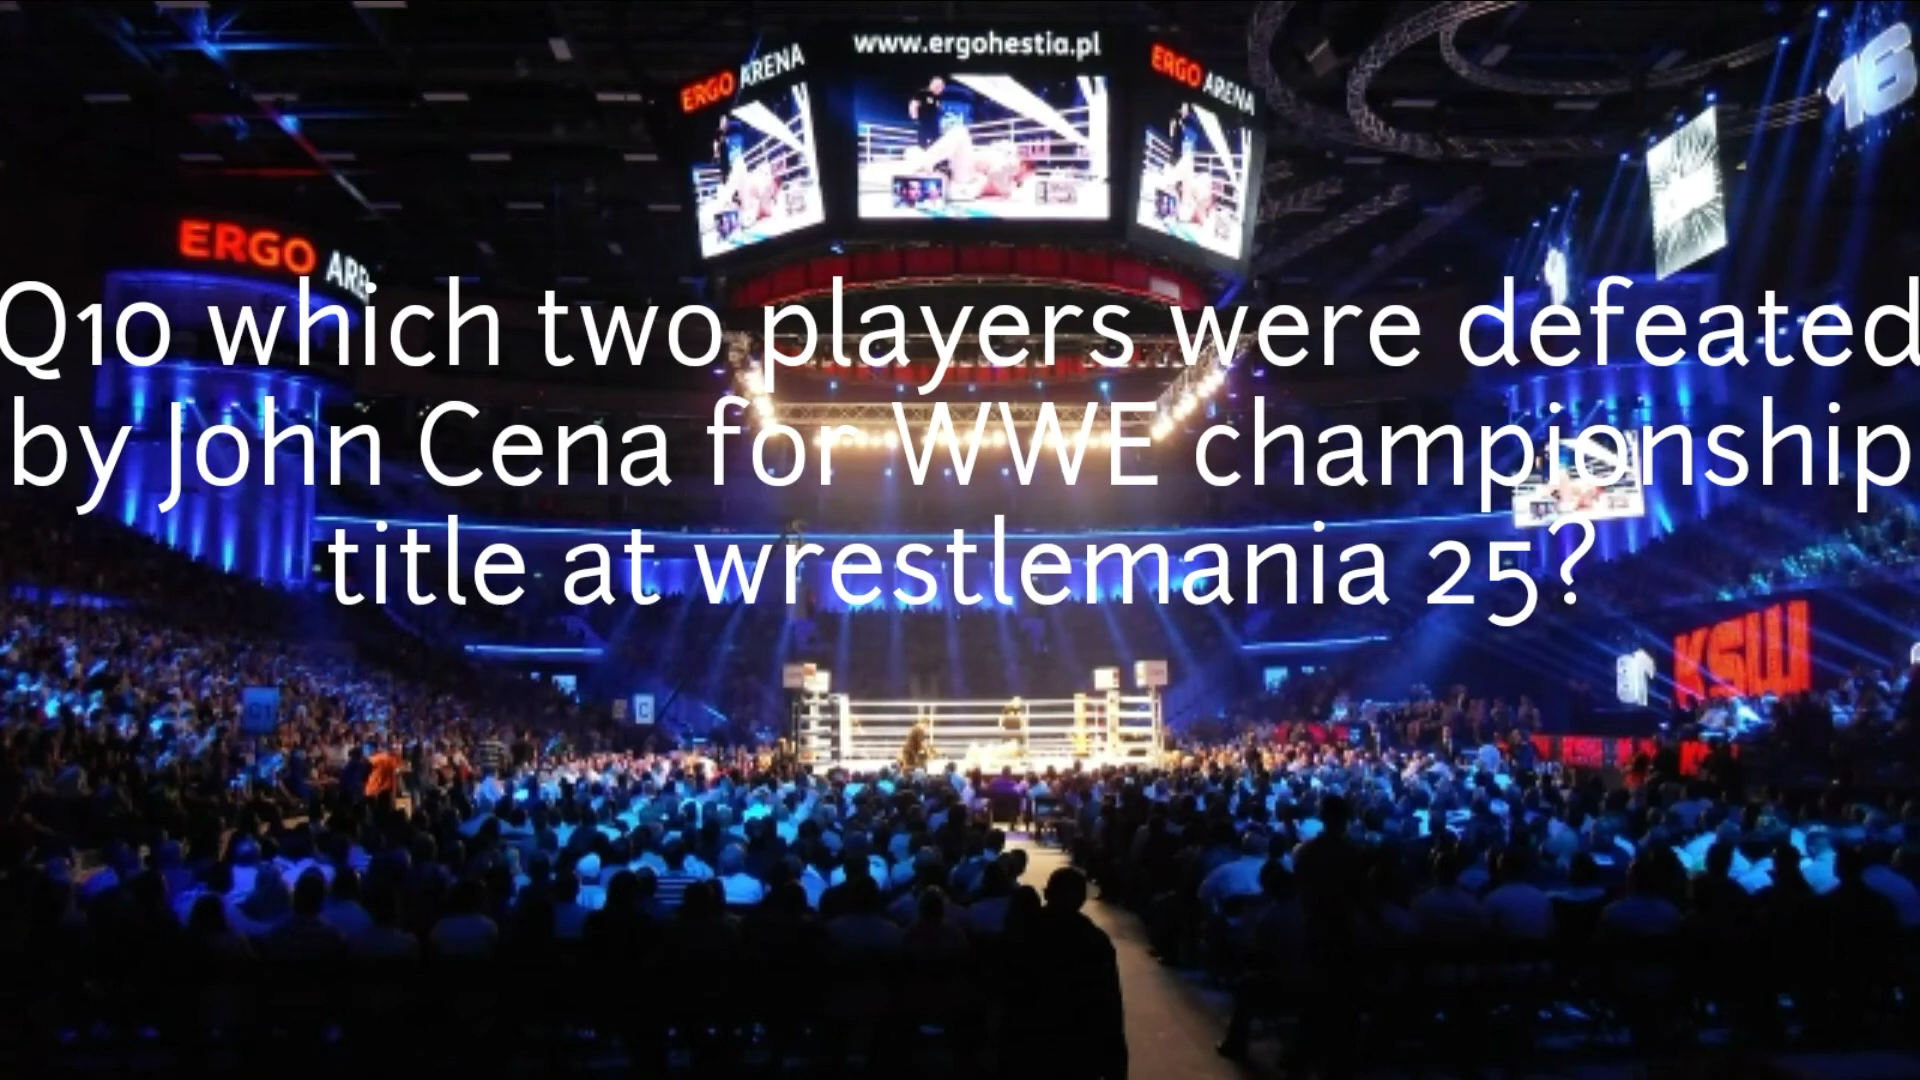 www.ergohestia.pl
ERGO ARENA
ERGO ARENA
16
ERGO ARE
Q10 which two players were defeated
by John Cena for WWE championship
title at wrestlemania 25?
KSW
C